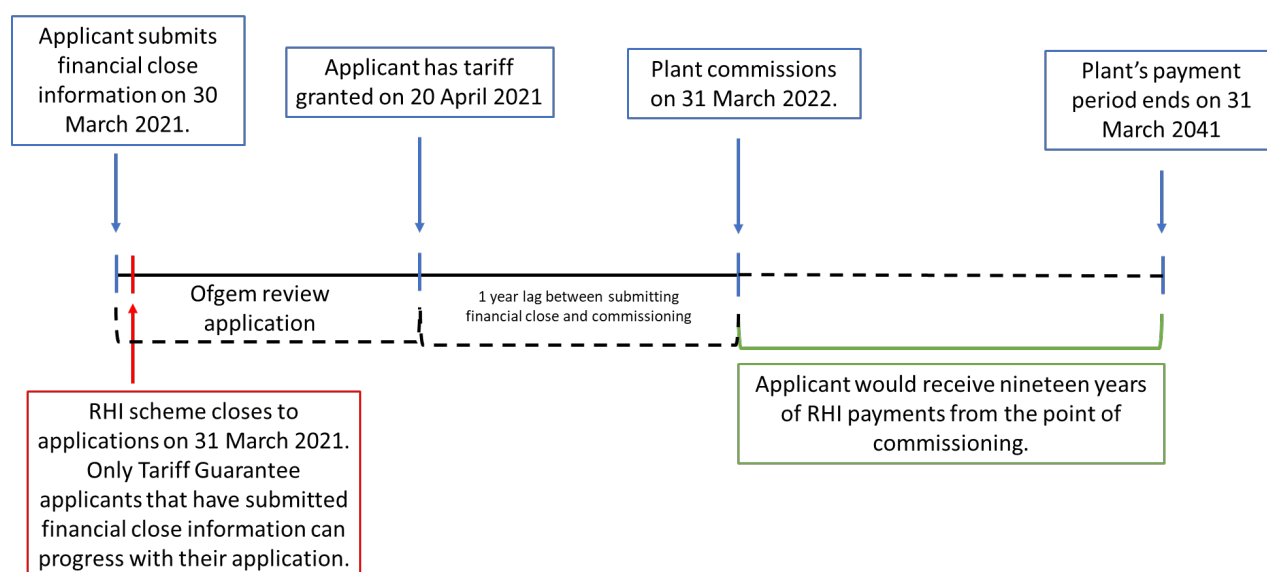 Applicant submits
financial close
information on 30
March 2021.
Applicant has tariff
granted on 20 April 2021
Plant commissions
on 31 March 2022.
Plant’s payment
period ends on 31
March 2041
Ofgem review
application
1 year lag between submitting
financial close and commissioning
RHI scheme closes to
applications on 31 March 2021.
Only Tariff Guarantee
applicants that have submitted
financial close information can
progress with their application.
Applicant would receive nineteen years
of RHI payments from the point of
commissioning.